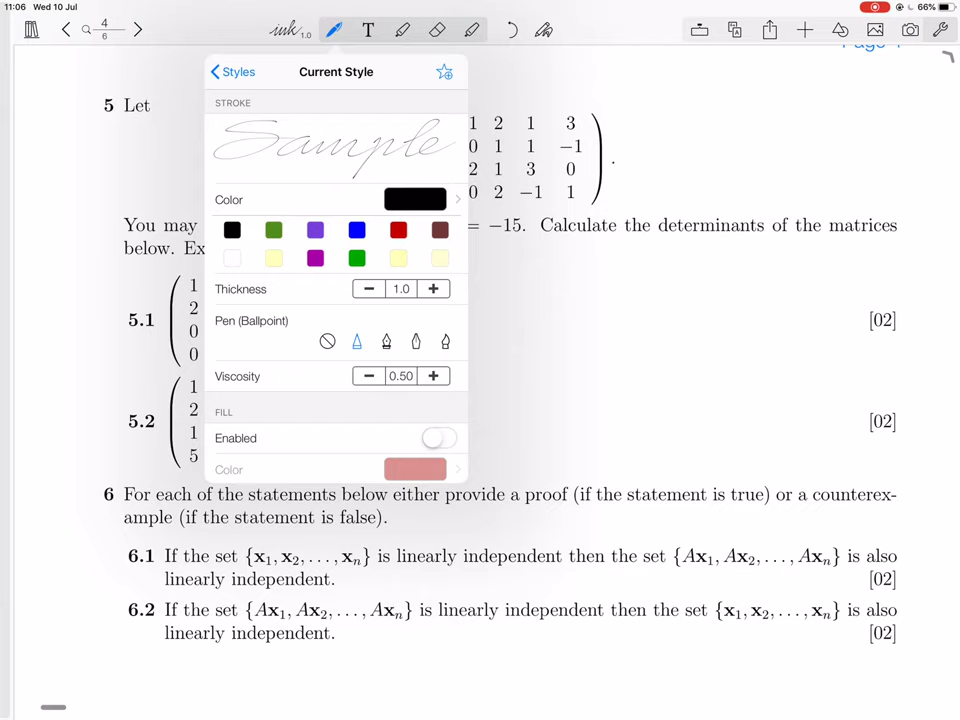 11:06 Wed 10 Jul
66%
4
6
ink 1.0
T
Styles
Current Style
STROKE
Sample
Color
Thickness
− 1.0 +
Pen (Ballpoint)
Viscosity
− 0.50 +
FILL
Enabled
Color
5 Let
1 2 1 3
0 1 1 −1
2 1 3 0
0 2 −1 1
.
You may = −15. Calculate the determinants of the matrices
below. Ex
5.1
1
2
0
0
[02]
5.2
1
2
1
5
[02]
6 For each of the statements below either provide a proof (if the statement is true) or a counterex-
ample (if the statement is false).
6.1 If the set {x₁, x₂, . . . , xₙ} is linearly independent then the set {Ax₁, Ax₂, . . . , Axₙ} is also
linearly independent. [02]
6.2 If the set {Ax₁, Ax₂, . . . , Axₙ} is linearly independent then the set {x₁, x₂, . . . , xₙ} is also
linearly independent. [02]